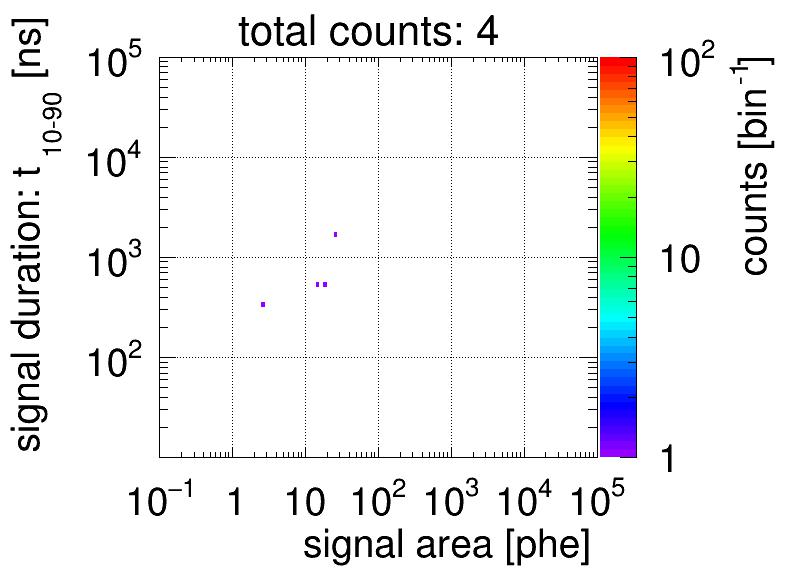 total counts: 4
signal duration: t 10-90 [ns]
10^5
10^4
10^3
10^2
10^−1 1 10 10^2 10^3 10^4 10^5
signal area [phe]
10^2
10
1
counts [bin^-1]